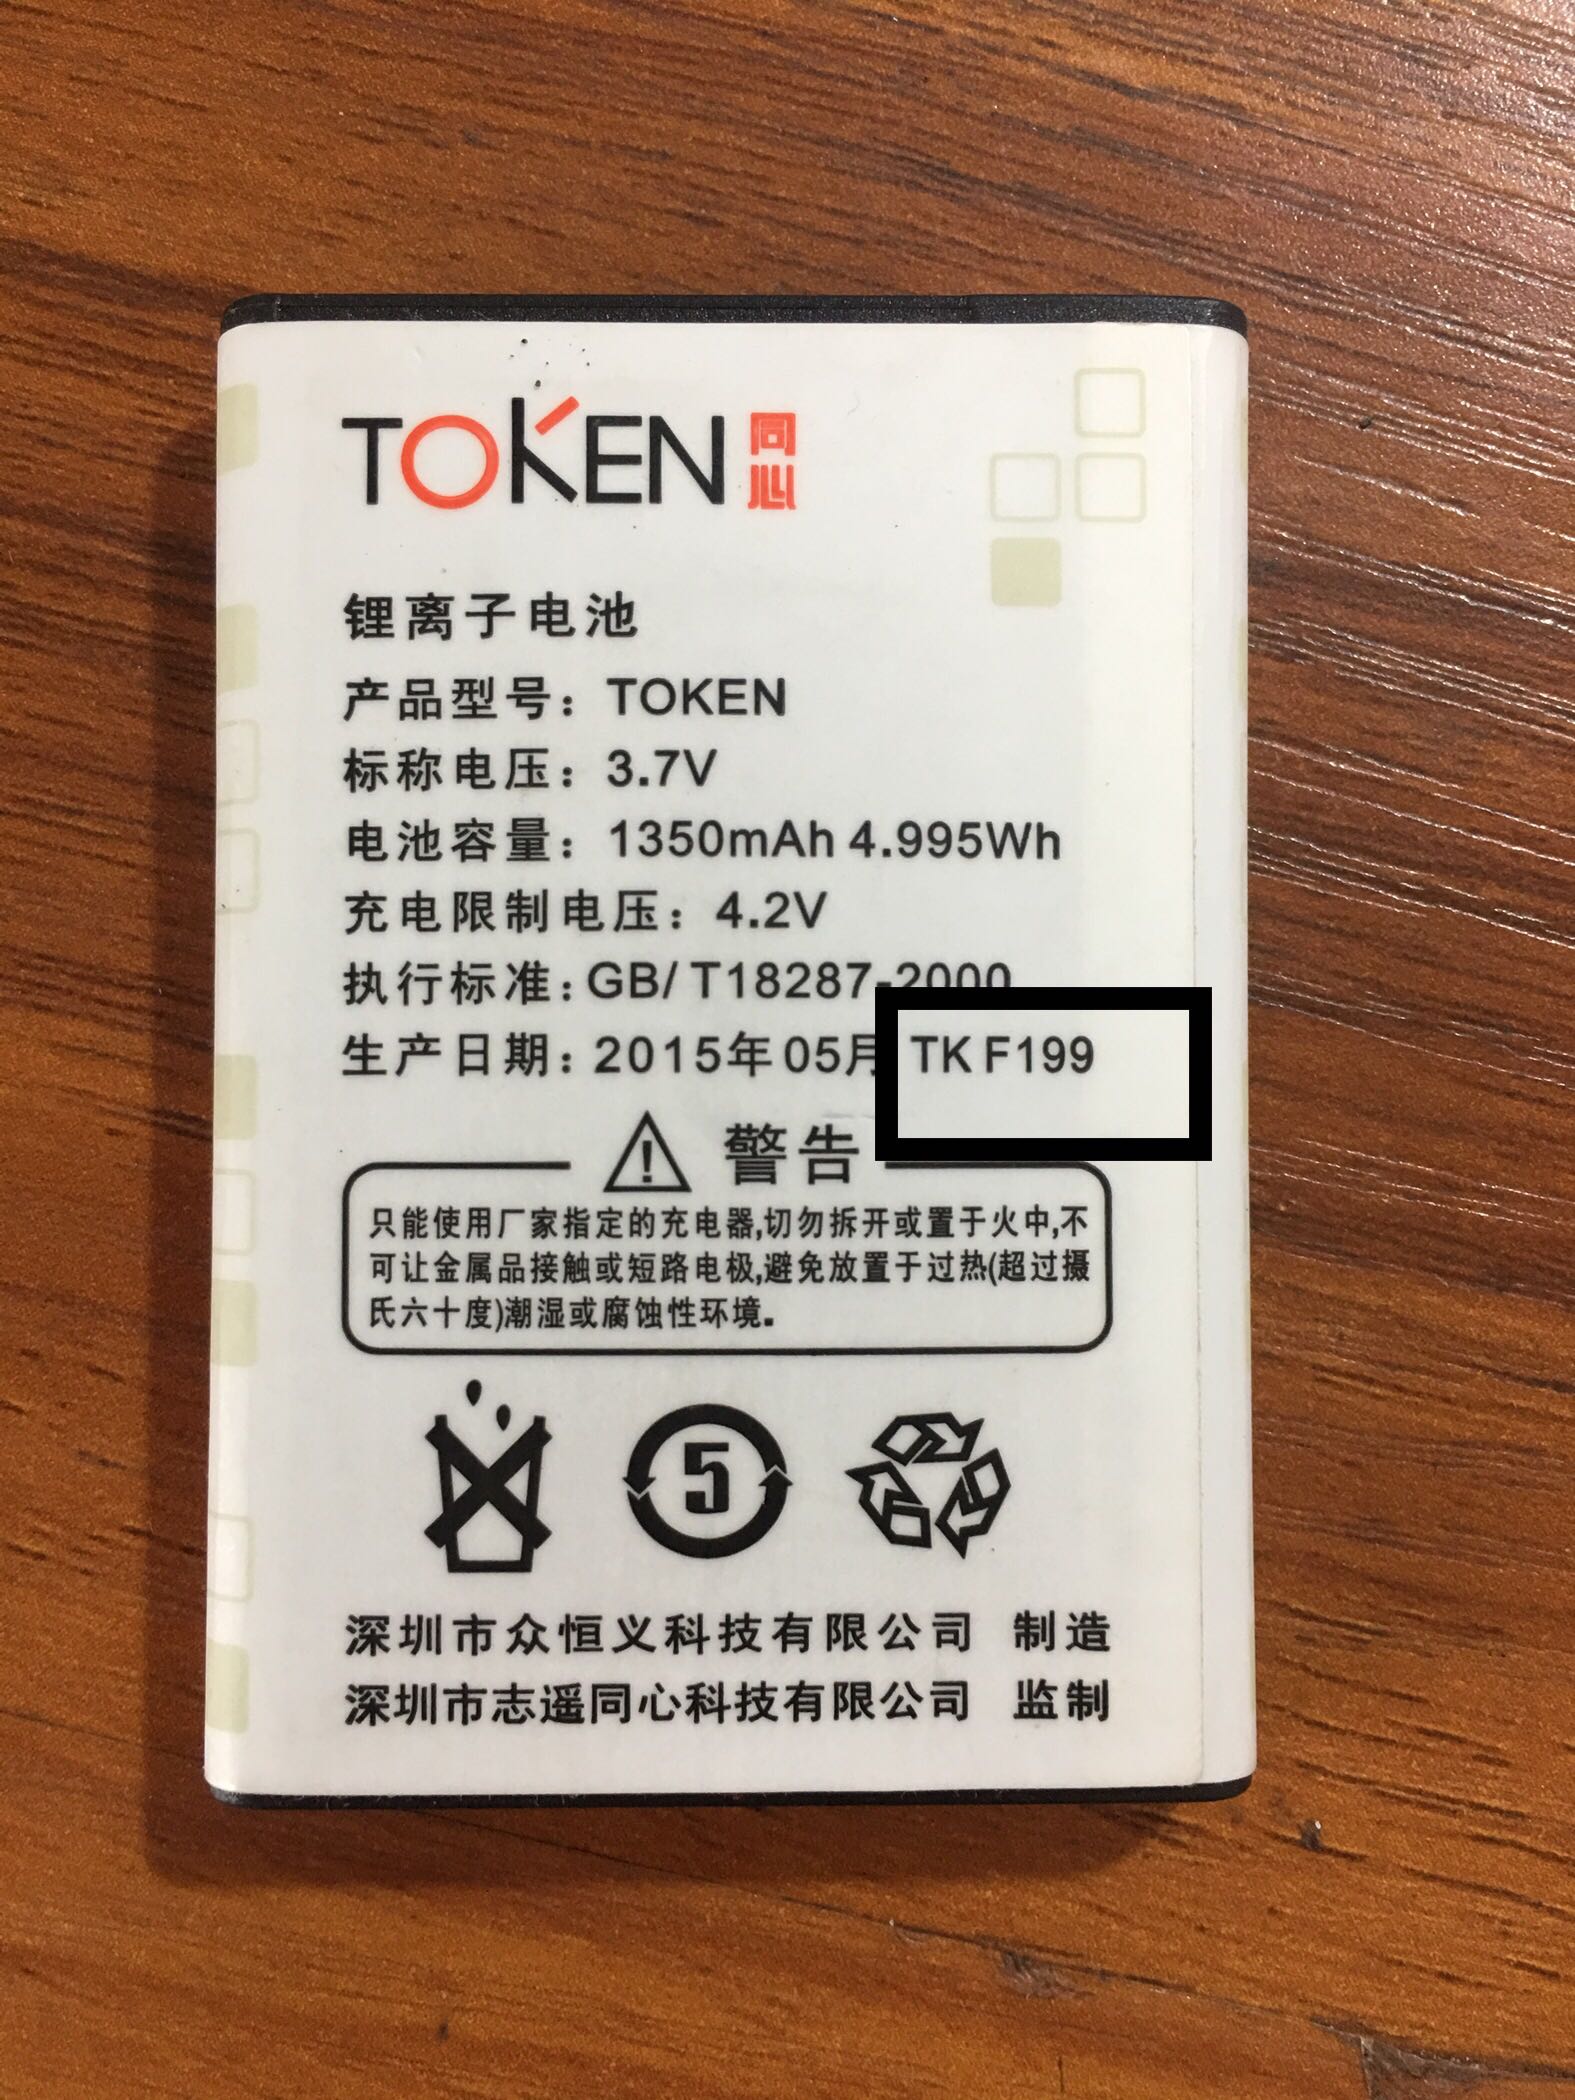 TOKEN 同心
锂离子电池
产品型号：TOKEN
标称电压：3.7V
电池容量：1350mAh 4.995Wh
充电限制电压：4.2V
执行标准：GB/T18287-2000
生产日期：2015年05月 TK F199
警告
只能使用厂家指定的充电器,切勿拆开或置于火中,不
可让金属品接触或短路电极,避免放置于过热(超过摄
氏六十度)潮湿或腐蚀性环境.
5
深圳市众恒义科技有限公司 制造
深圳市志遥同心科技有限公司 监制